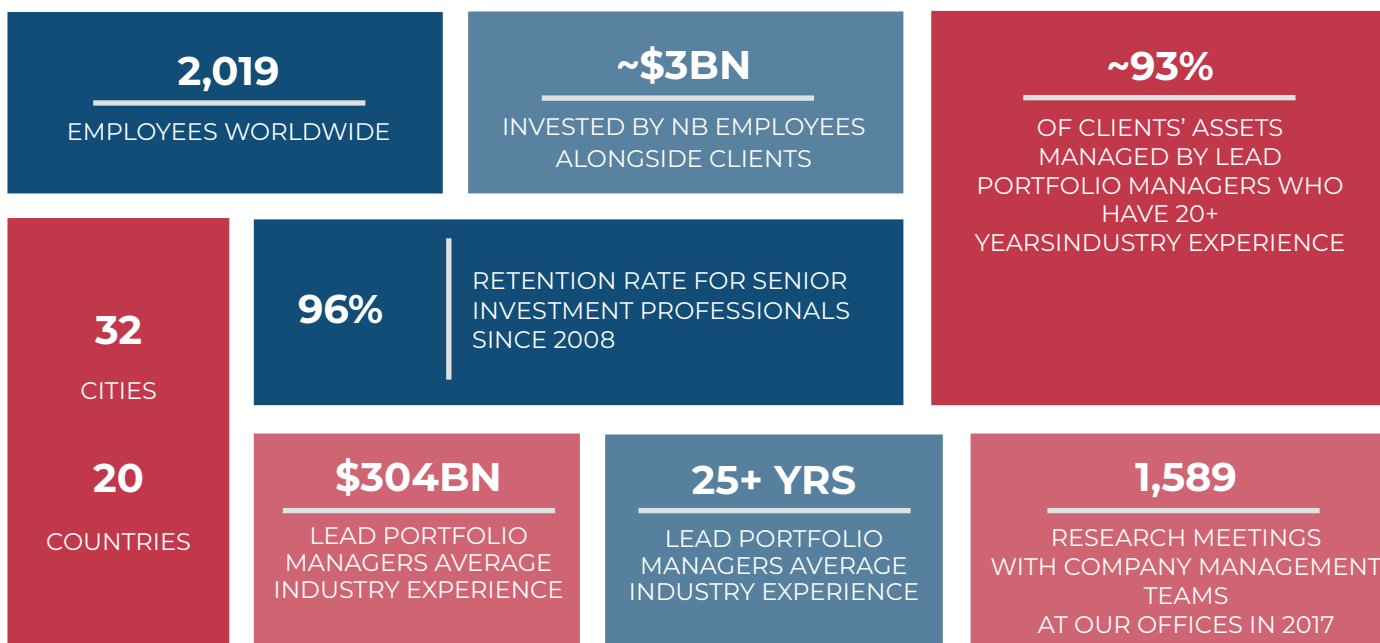 2,019
EMPLOYEES WORLDWIDE
~$3BN
INVESTED BY NB EMPLOYEES
ALONGSIDE CLIENTS
~93%
OF CLIENTS’ ASSETS
MANAGED BY LEAD
PORTFOLIO MANAGERS WHO
HAVE 20+
YEARSINDUSTRY EXPERIENCE
32
CITIES
20
COUNTRIES
96%
RETENTION RATE FOR SENIOR
INVESTMENT PROFESSIONALS
SINCE 2008
$304BN
LEAD PORTFOLIO
MANAGERS AVERAGE
INDUSTRY EXPERIENCE
25+ YRS
LEAD PORTFOLIO
MANAGERS AVERAGE
INDUSTRY EXPERIENCE
1,589
RESEARCH MEETINGS
WITH COMPANY MANAGEMENT
TEAMS
AT OUR OFFICES IN 2017